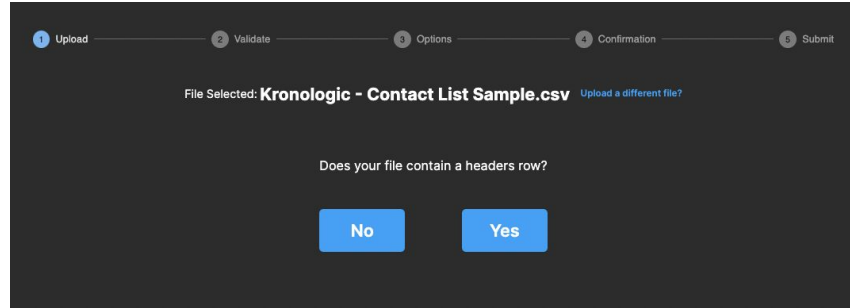 1 Upload 2 Validate 3 Options 4 Confirmation 5 Submit
File Selected: Kronologic - Contact List Sample.csv Upload a different file?
Does your file contain a headers row?
No Yes